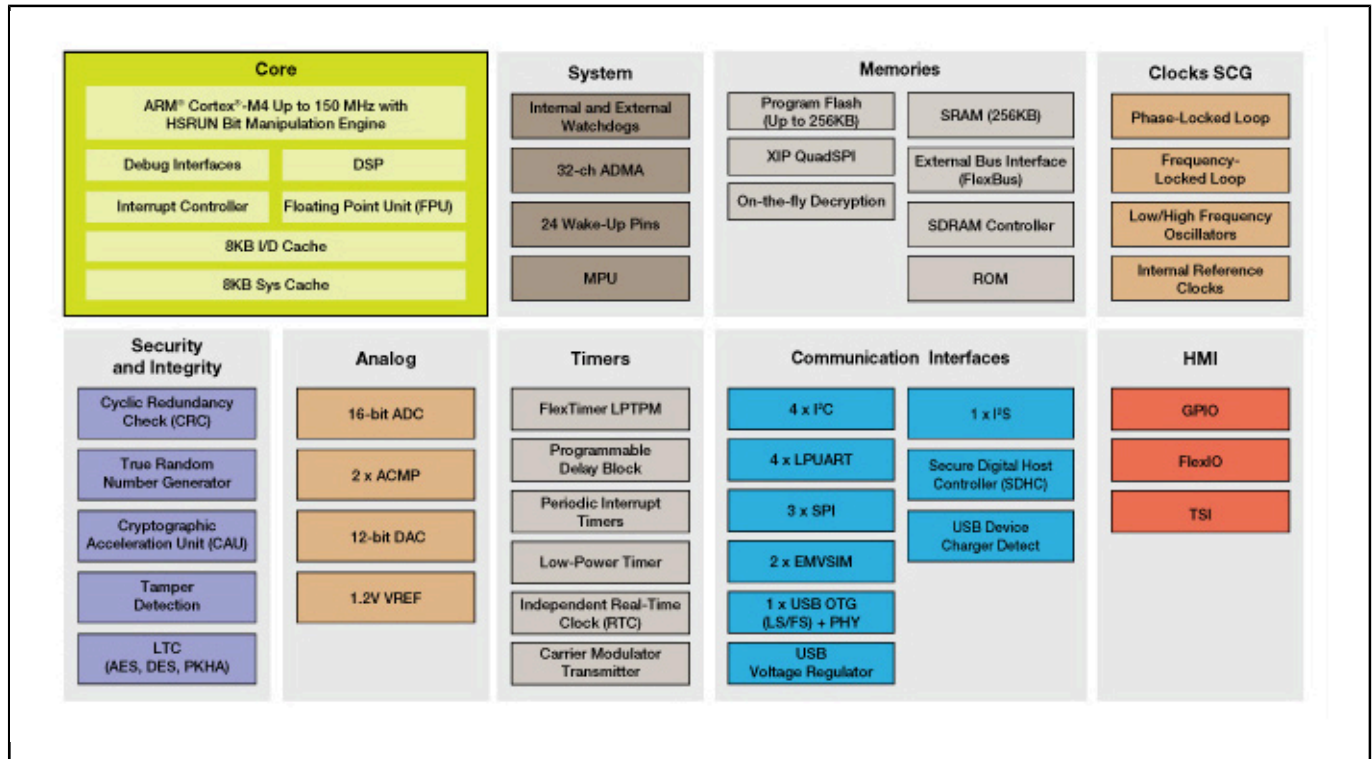 Core
ARM® Cortex®-M4 Up to 150 MHz with
HSRUN Bit Manipulation Engine
Debug Interfaces
DSP
Interrupt Controller
Floating Point Unit (FPU)
8KB I/D Cache
8KB Sys Cache
System
Internal and External
Watchdogs
32-ch ADMA
24 Wake-Up Pins
MPU
Memories
Program Flash
(Up to 256KB)
XIP QuadSPI
On-the-fly Decryption
SRAM (256KB)
External Bus Interface
(FlexBus)
SDRAM Controller
ROM
Clocks SCG
Phase-Locked Loop
Frequency-
Locked Loop
Low/High Frequency
Oscillators
Internal Reference
Clocks
Security
and Integrity
Cyclic Redundancy
Check (CRC)
True Random
Number Generator
Cryptographic
Acceleration Unit (CAU)
Tamper
Detection
LTC
(AES, DES, PKHA)
Analog
16-bit ADC
2 x ACMP
12-bit DAC
1.2V VREF
Timers
FlexTimer LPTPM
Programmable
Delay Block
Periodic Interrupt
Timers
Low-Power Timer
Independent Real-Time
Clock (RTC)
Carrier Modulator
Transmitter
Communication Interfaces
4 x I²C
4 x LPUART
3 x SPI
2 x EMVSIM
1 x USB OTG
(LS/FS) + PHY
USB
Voltage Regulator
1 x I²S
Secure Digital Host
Controller (SDHC)
USB Device
Charger Detect
HMI
GPIO
FlexIO
TSI